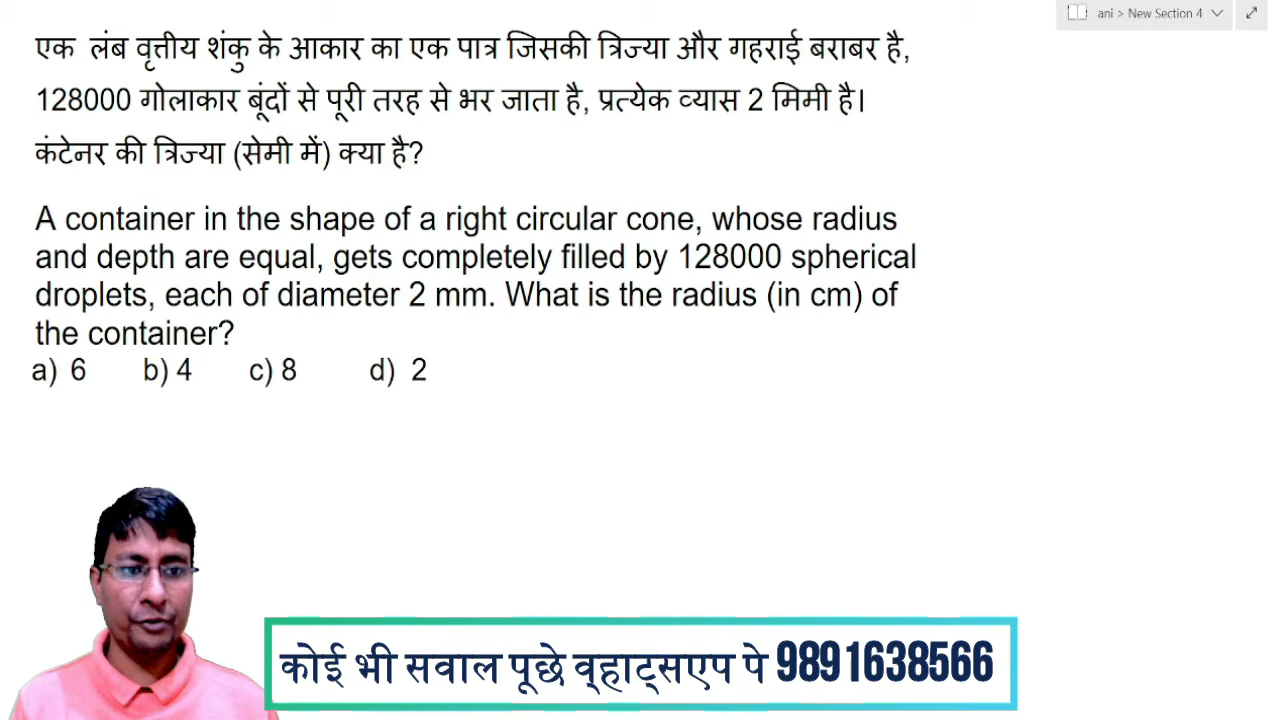 ani > New Section 4
एक लंब वृत्तीय शंकु के आकार का एक पात्र जिसकी त्रिज्या और गहराई बराबर है,
128000 गोलाकार बूंदों से पूरी तरह से भर जाता है, प्रत्येक व्यास 2 मिमी है।
कंटेनर की त्रिज्या (सेमी में) क्या है?
A container in the shape of a right circular cone, whose radius
and depth are equal, gets completely filled by 128000 spherical
droplets, each of diameter 2 mm. What is the radius (in cm) of
the container?
a) 6 b) 4 c) 8 d) 2
कोई भी सवाल पूछे व्हाट्सएप पे 9891638566